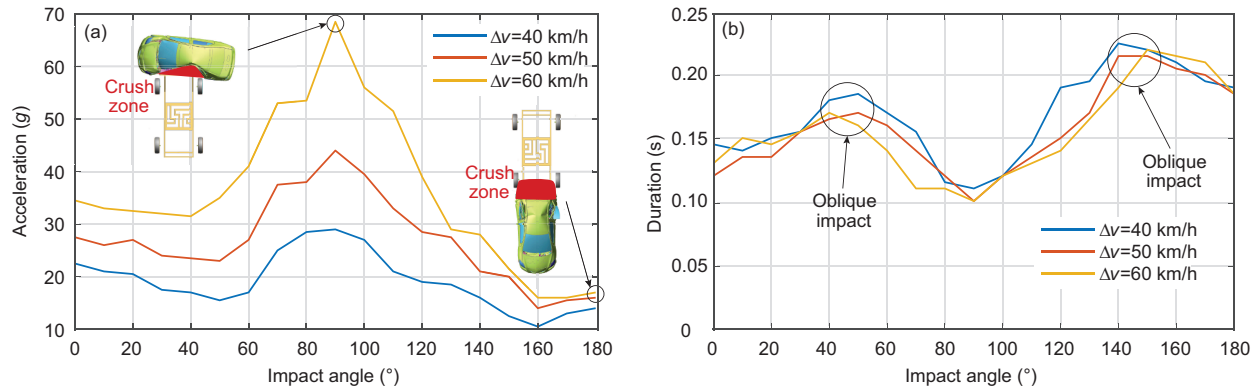 (a)
Acceleration (g)
70
60
50
40
30
20
10
Crush
zone
Δv=40 km/h
Δv=50 km/h
Δv=60 km/h
Crush
zone
0 20 40 60 80 100 120 140 160 180
Impact angle (°)
(b)
Duration (s)
0.25
0.20
0.15
0.10
0.05
0
Oblique
impact
Oblique
impact
Δv=40 km/h
Δv=50 km/h
Δv=60 km/h
0 20 40 60 80 100 120 140 160 180
Impact angle (°)